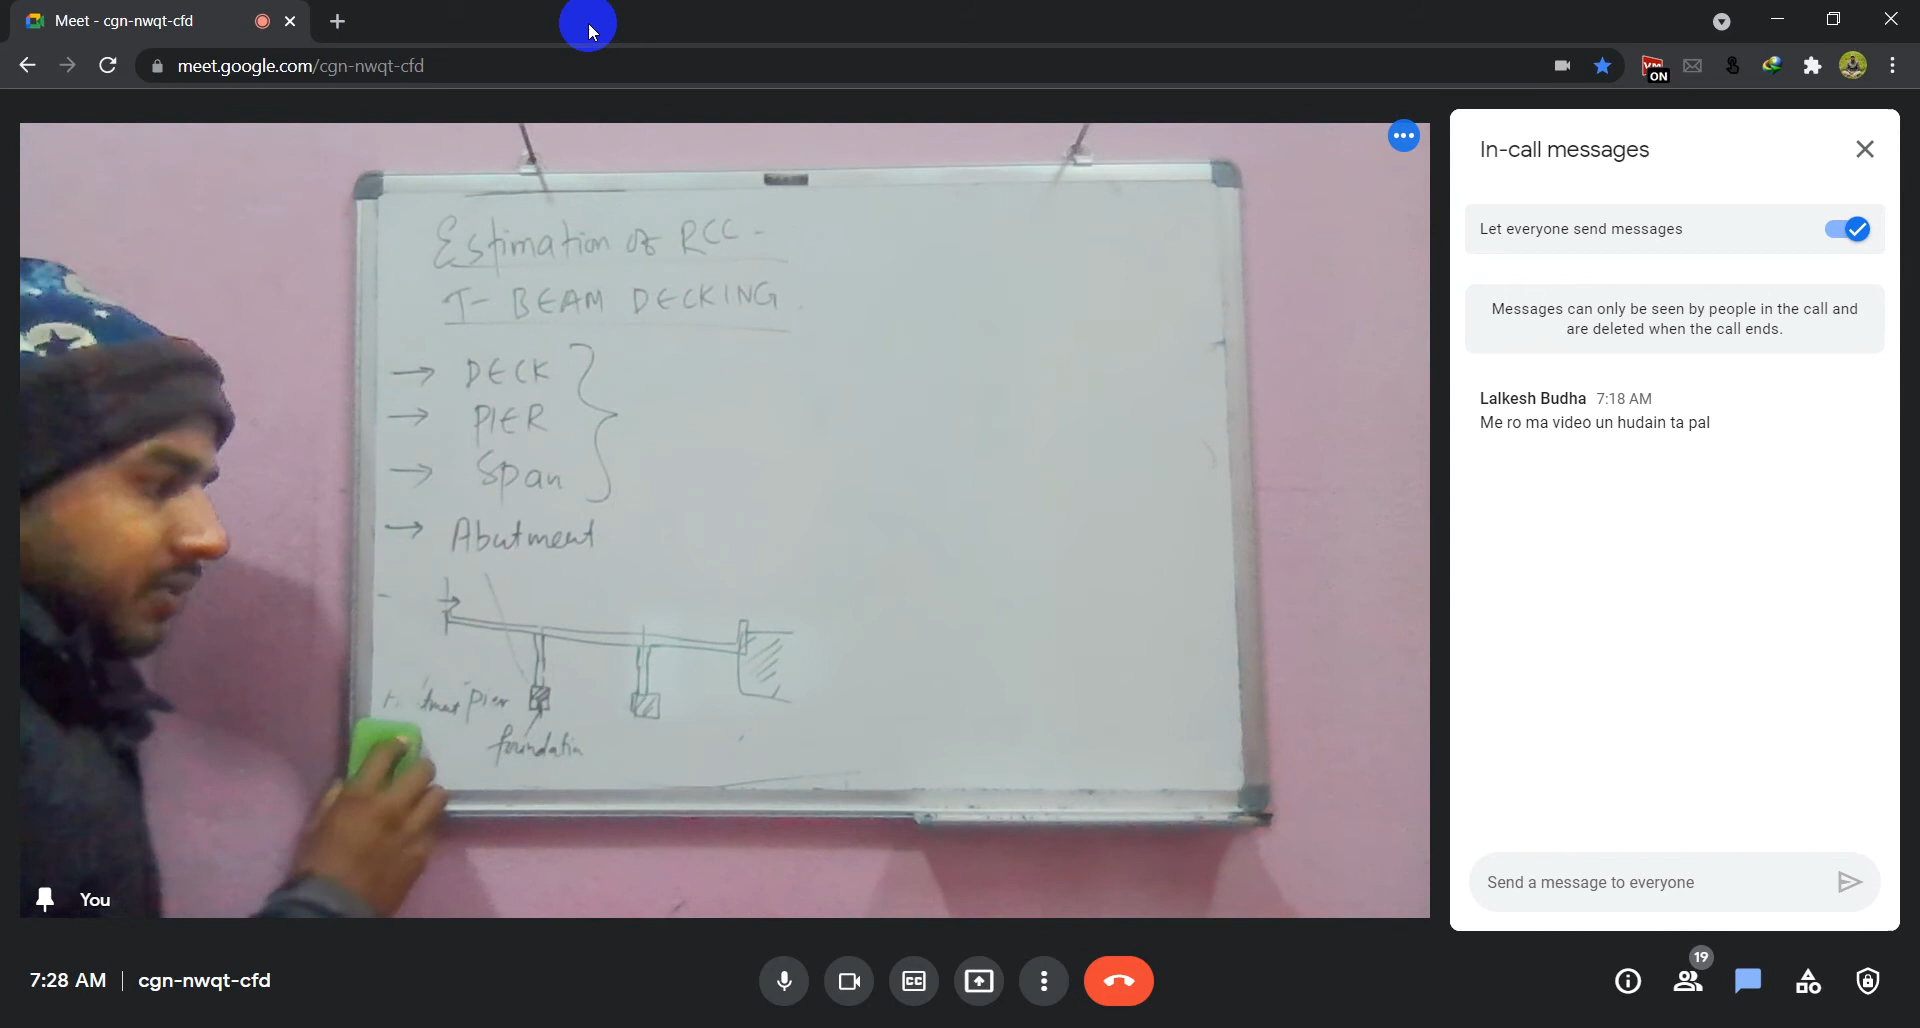 Meet - cgn-nwqt-cfd
meet.google.com/cgn-nwqt-cfd
ON
In-call messages
Let everyone send messages
Messages can only be seen by people in the call and
are deleted when the call ends.
Lalkesh Budha 7:18 AM
Me ro ma video un hudain ta pal
Send a message to everyone
Estimation of RCC -
T- BEAM DECKING
→ DECK
→ PIER
→ Span
→ Abutment
Pier
foundatin
You
7:28 AM | cgn-nwqt-cfd
CC
19